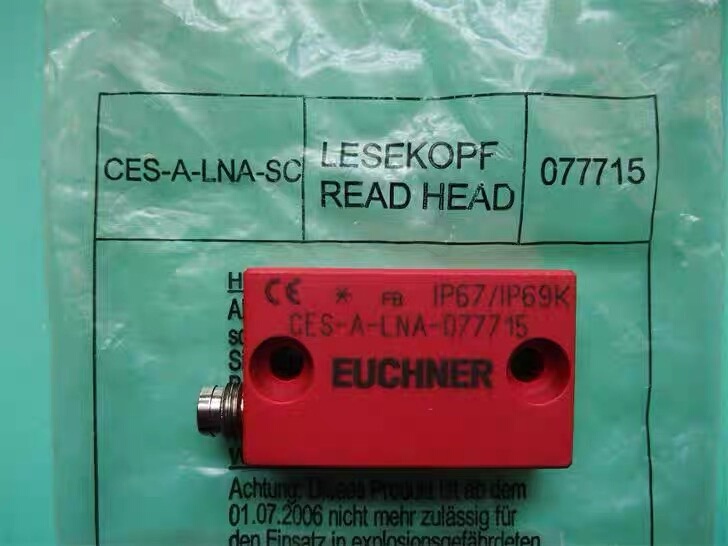 CES-A-LNA-SC
LESEKOPF
READ HEAD
077715
CE * FB IP67/IP69K
CES-A-LNA-077715
EUCHNER
Achtung: Dieses Produkt ist ab dem
01.07.2006 nicht mehr zulässig für
den Einsatz in explosionsgefährdeten